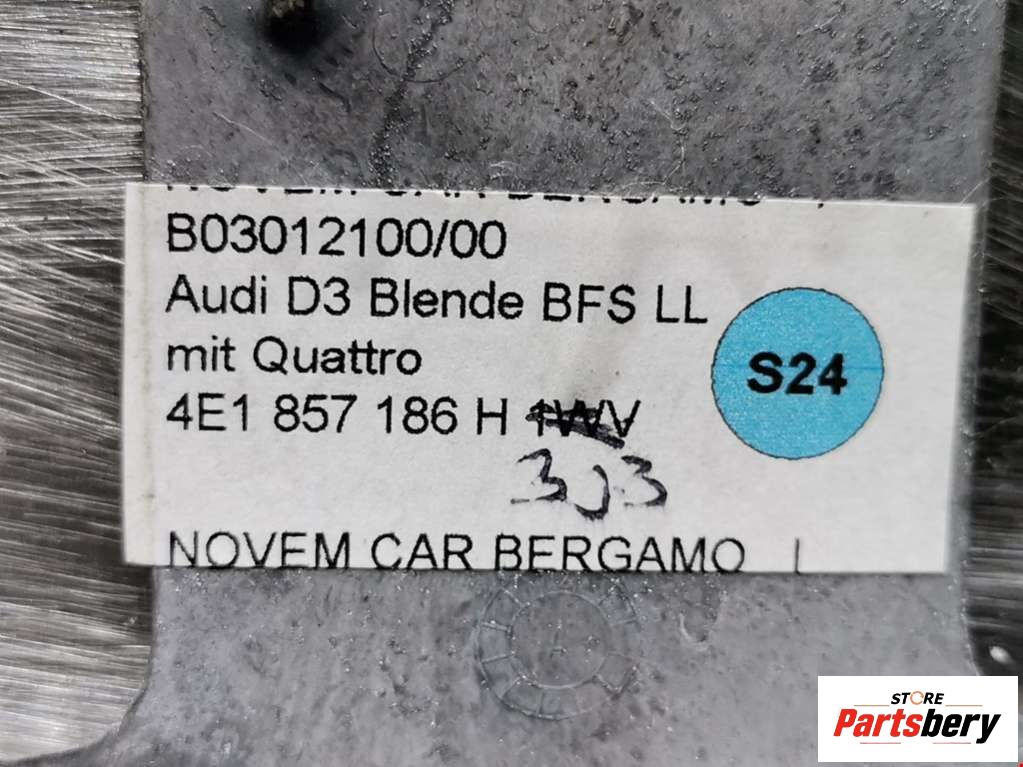 B03012100/00
Audi D3 Blende BFS LL
mit Quattro
4E1 857 186 H 1WV
3J3
S24
NOVEM CAR BERGAMO
STORE
Partsbery